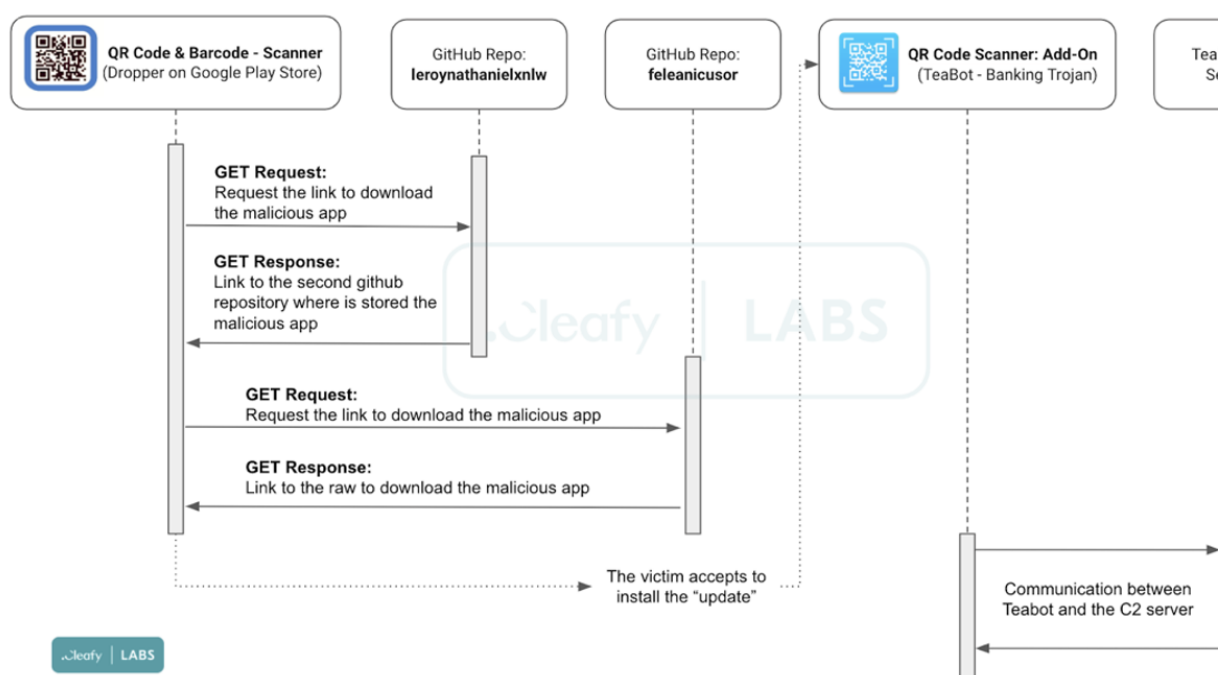 QR Code & Barcode - Scanner
(Dropper on Google Play Store)
GitHub Repo:
leroynathanielxnlw
GitHub Repo:
feleanicusor
QR Code Scanner: Add-On
(TeaBot - Banking Trojan)
Tea
Se
GET Request:
Request the link to download
the malicious app
GET Response:
Link to the second github
repository where is stored the
malicious app
Cleafy | LABS
GET Request:
Request the link to download the malicious app
GET Response:
Link to the raw to download the malicious app
The victim accepts to
install the “update”
Communication between
Teabot and the C2 server
Cleafy | LABS